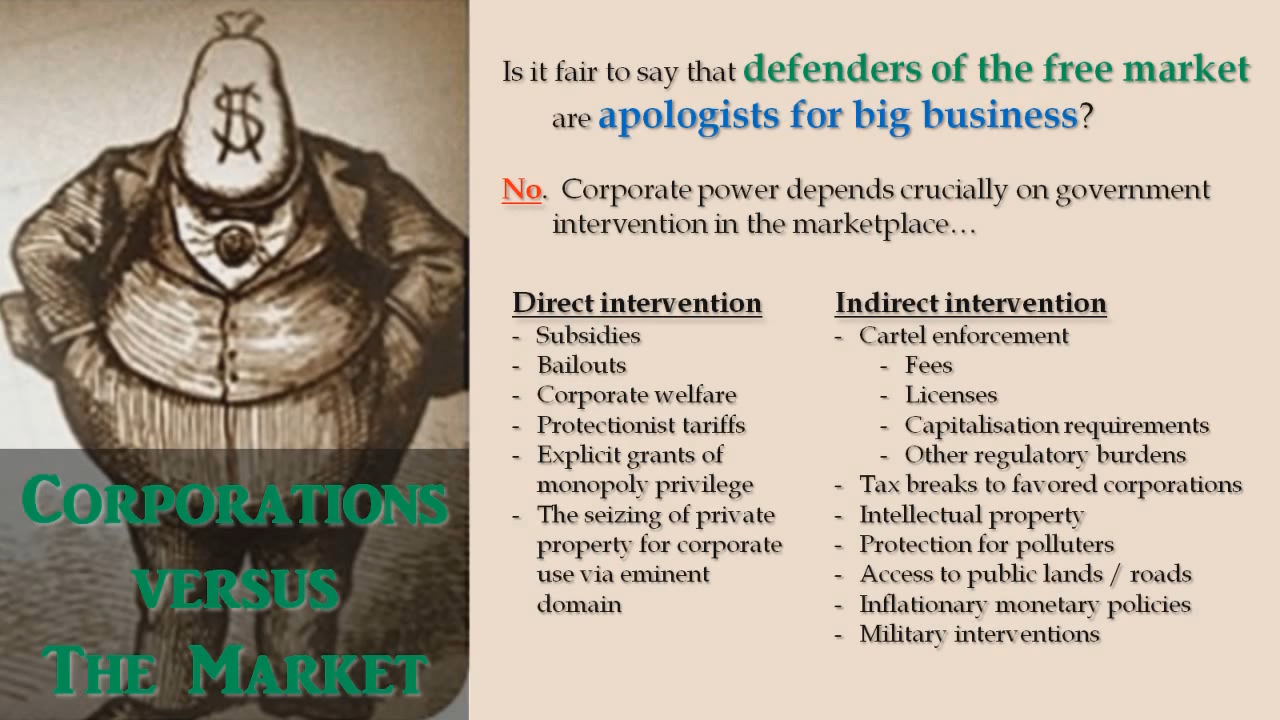 $
CORPORATIONS
VERSUS
THE MARKET
Is it fair to say that defenders of the free market
are apologists for big business?
No. Corporate power depends crucially on government
intervention in the marketplace…
Direct intervention
- Subsidies
- Bailouts
- Corporate welfare
- Protectionist tariffs
- Explicit grants of
monopoly privilege
- The seizing of private
property for corporate
use via eminent
domain
Indirect intervention
- Cartel enforcement
- Fees
- Licenses
- Capitalisation requirements
- Other regulatory burdens
- Tax breaks to favored corporations
- Intellectual property
- Protection for polluters
- Access to public lands / roads
- Inflationary monetary policies
- Military interventions